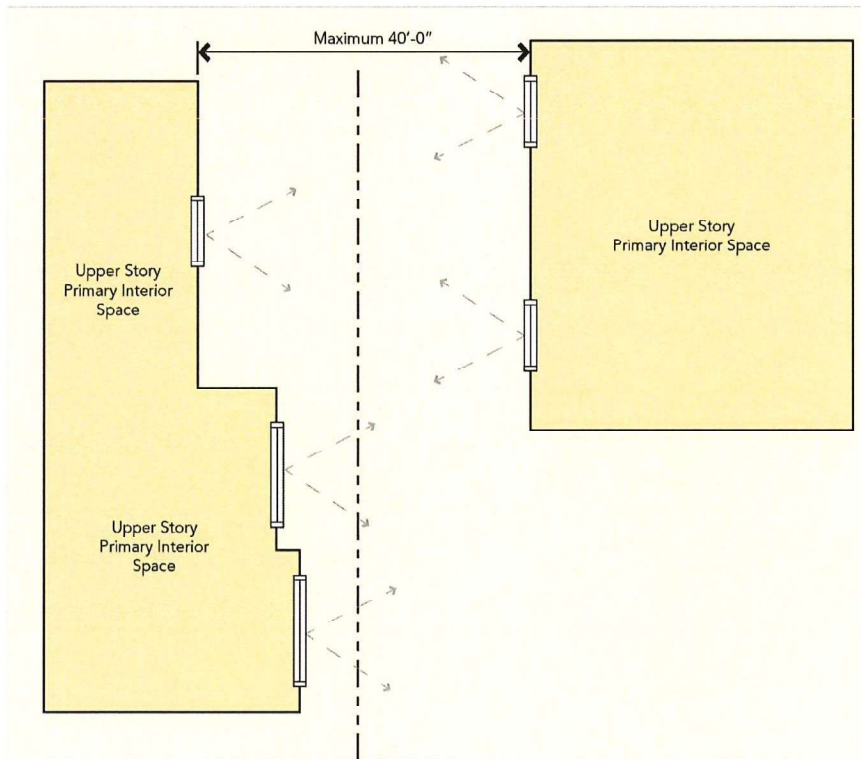 Maximum 40'-0"
Upper Story
Primary Interior
Space
Upper Story
Primary Interior Space
Upper Story
Primary Interior
Space